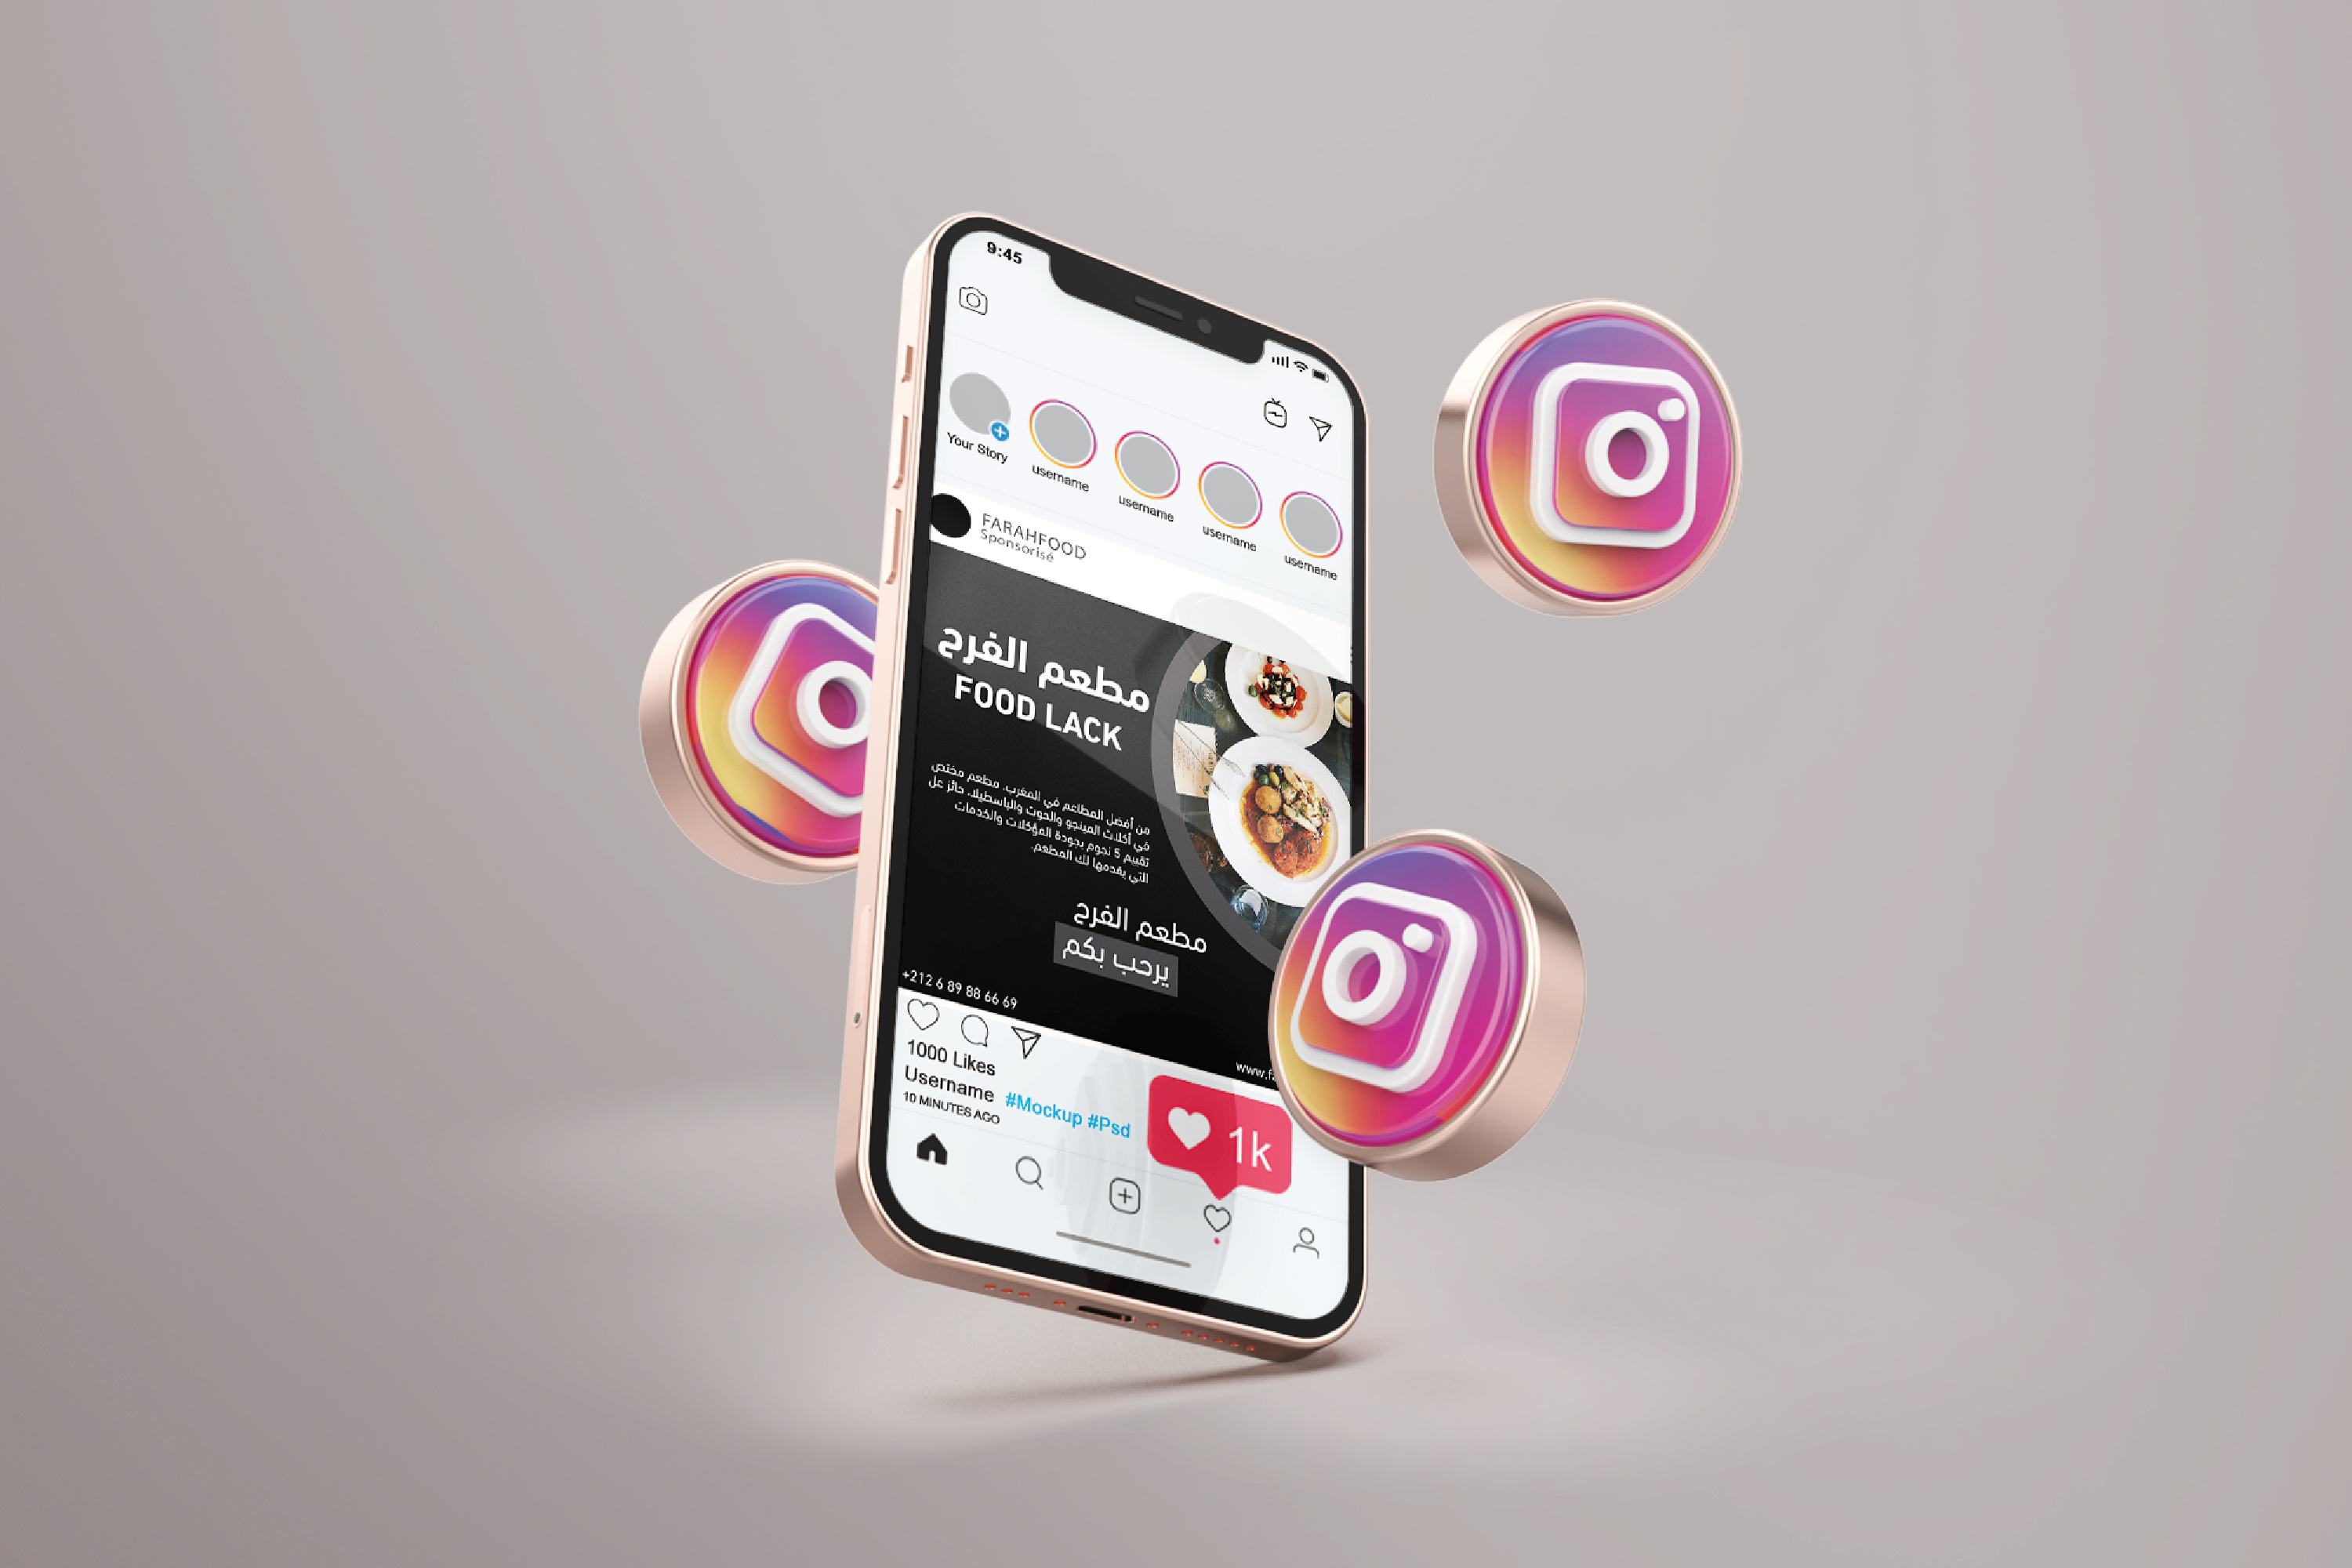 9:45
Your Story
username
username
username
username
FARAHFOOD
Sponsorisé
مطعم الفرح
FOOD LACK
من أفضل المطاعم في المغرب. مطعم مختص
في أكلات المينجو والحوت والباسطيلا. حائز عل
تقييم 5 نجوم بجودة المؤكلات والخدمات
التي يقدمها لك المطعم.
مطعم الفرح
يرحب بكم
+212 6 89 88 66 69
www.f
1000 Likes
Username #Mockup #Psd
10 MINUTES AGO
1k